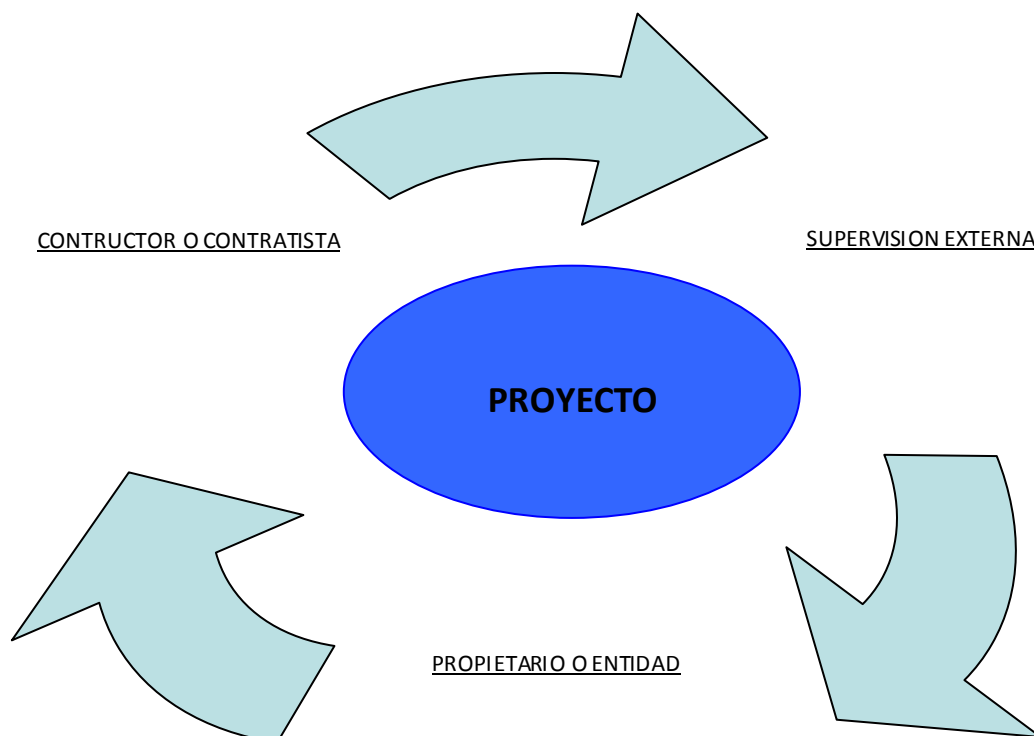 CONTRUCTOR O CONTRATISTA
SUPERVISION EXTERNA
PROYECTO
PROPIETARIO O ENTIDAD